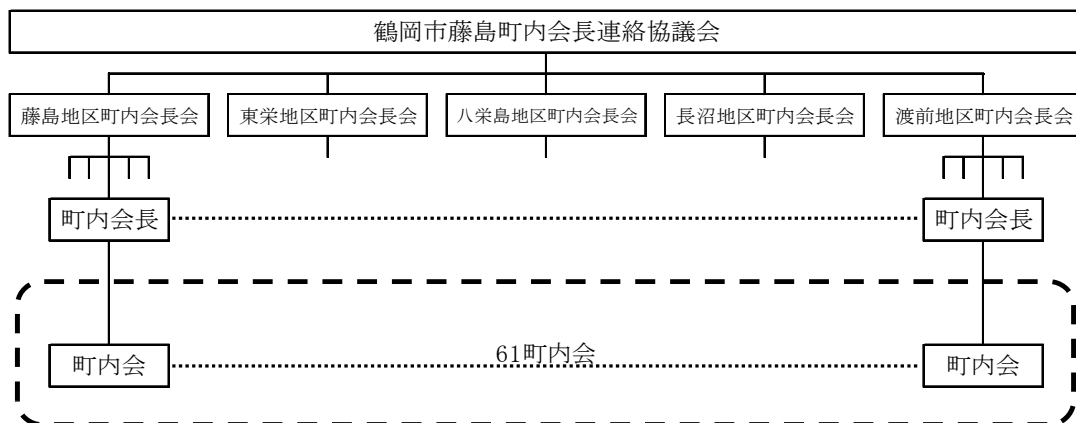 鶴岡市藤島町内会長連絡協議会
藤島地区町内会長会
東栄地区町内会長会
八栄島地区町内会長会
長沼地区町内会長会
渡前地区町内会長会
町内会長
町内会長
町内会
61町内会
町内会